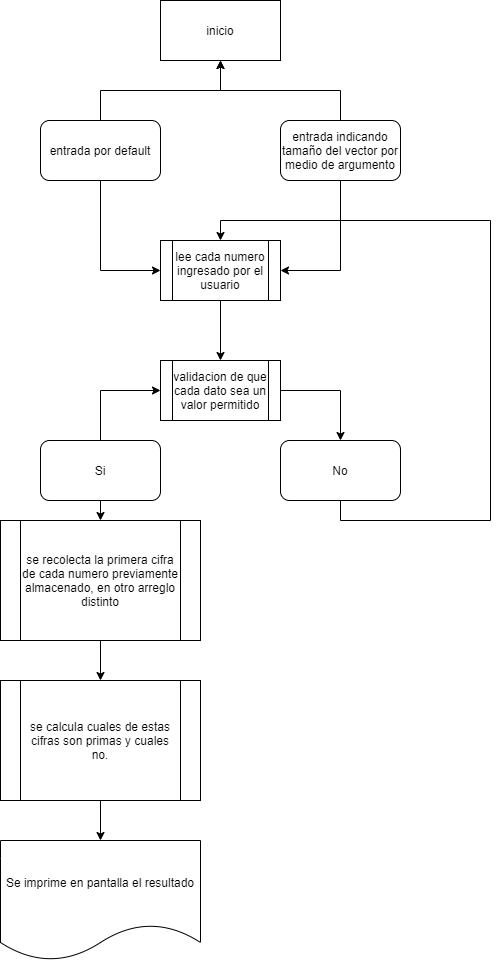 inicio
entrada por default
entrada indicando
tamaño del vector por
medio de argumento
lee cada numero
ingresado por el
usuario
validacion de que
cada dato sea un
valor permitido
Si
No
se recolecta la primera cifra
de cada numero previamente
almacenado, en otro arreglo
distinto
se calcula cuales de estas
cifras son primas y cuales
no.
Se imprime en pantalla el resultado